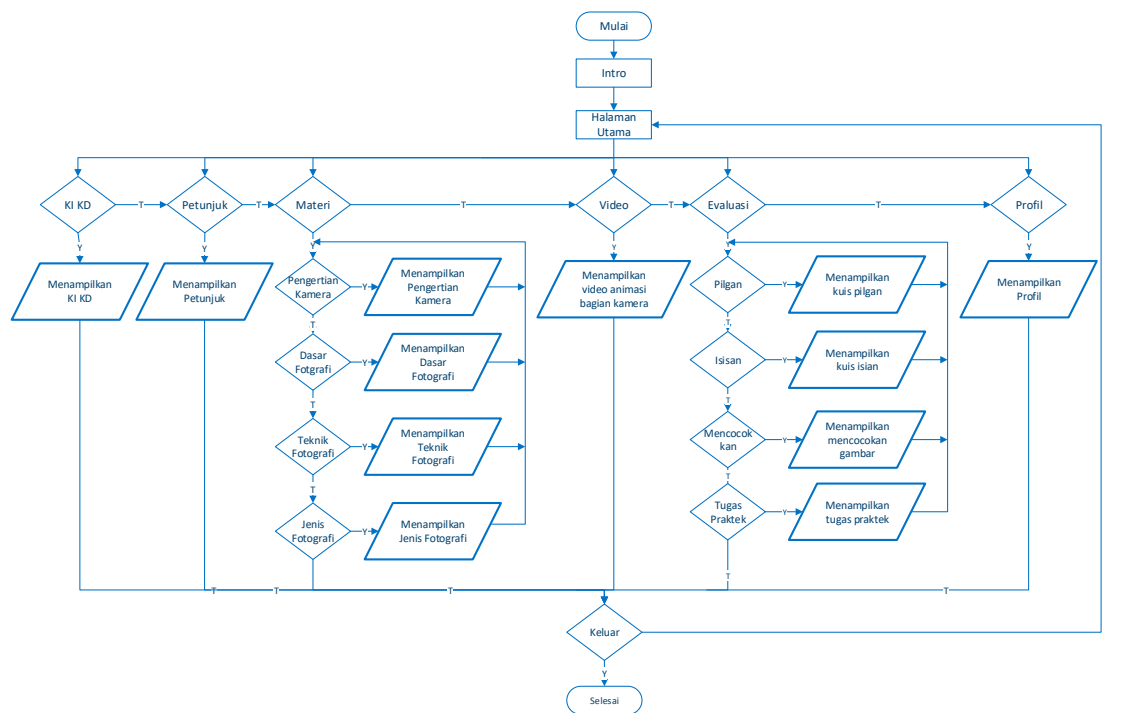 Mulai
Intro
Halaman
Utama
KI KD
T
Petunjuk
T
Materi
T
Video
T
Evaluasi
T
Profil
Y
Y
Y
Y
Y
Y
Menampilkan
KI KD
Menampilkan
Petunjuk
Pengertian
Kamera
Y
Menampilkan
Pengertian
Kamera
Menampilkan
video animasi
bagian kamera
Pilgan
Y
Menampilkan
kuis pilgan
Menampilkan
Profil
T
T
Dasar
Fotgrafi
Y
Menampilkan
Dasar
Fotografi
Isisan
Y
Menampilkan
kuis isian
T
T
Teknik
Fotografi
Y
Menampilkan
Teknik
Fotografi
Mencocok
kan
Y
Menampilkan
mencocokan
gambar
T
T
Jenis
Fotografi
Y
Menampilkan
Jenis Fotografi
Tugas
Praktek
Y
Menampilkan
tugas praktek
T
T
T
T
T
Keluar
Y
Selesai